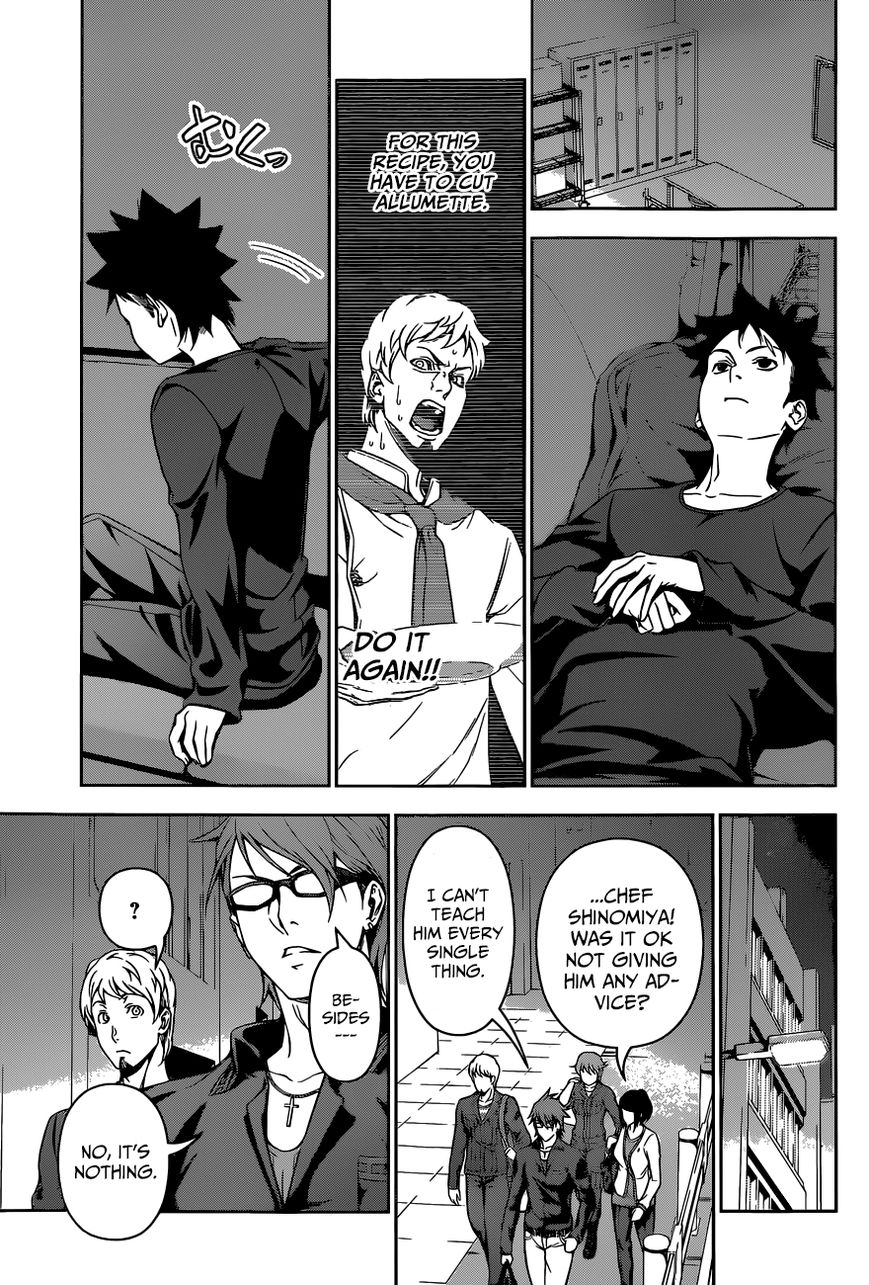 FOR THIS
RECIPE, YOU
HAVE TO CUT
ALLUMETTE.
DO IT
AGAIN!!
むくっ
...CHEF
SHINOMIYA!
WAS IT OK
NOT GIVING
HIM ANY AD-
VICE?
I CAN'T
TEACH
HIM EVERY
SINGLE
THING.
BE-
SIDES
---
?
NO, IT'S
NOTHING.